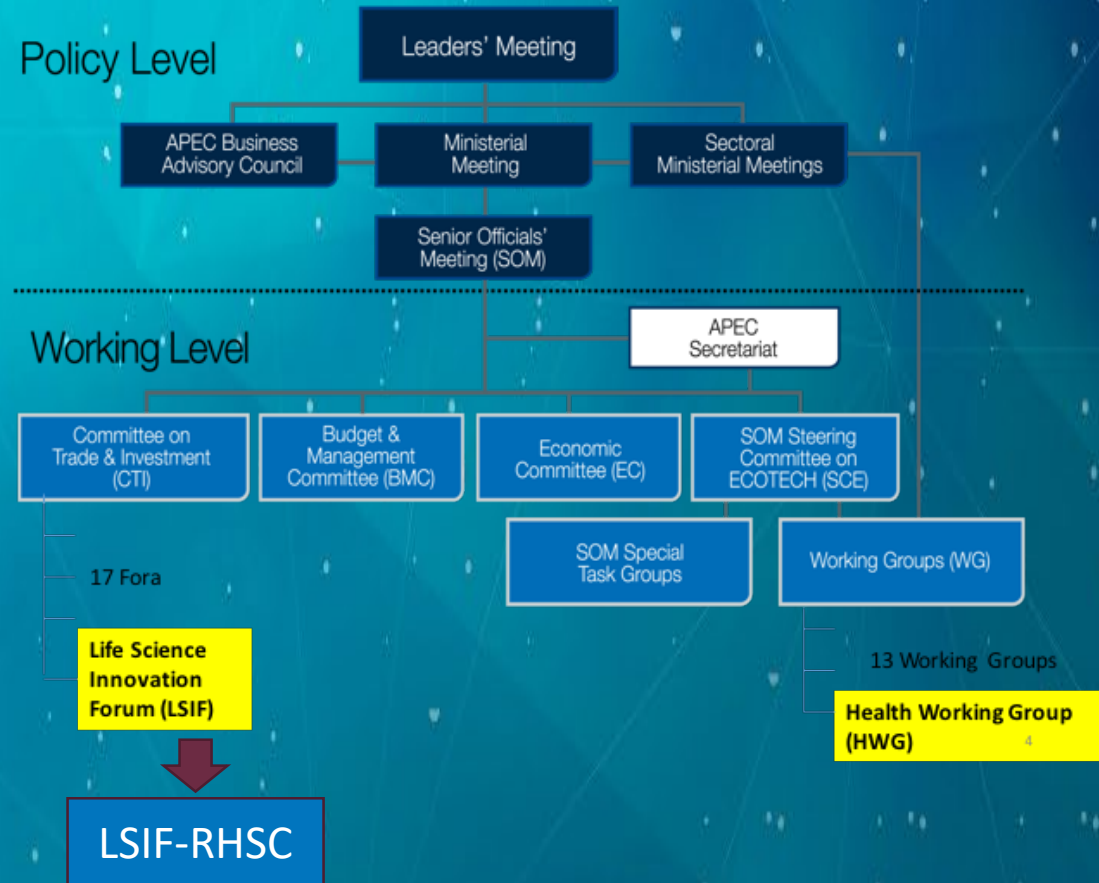 Policy Level
Leaders' Meeting
APEC Business
Advisory Council
Ministerial
Meeting
Sectoral
Ministerial Meetings
Senior Officials'
Meeting (SOM)
Working Level
APEC
Secretariat
Committee on
Trade & Investment
(CTI)
Budget &
Management
Committee (BMC)
Economic
Committee (EC)
SOM Steering
Committee on
ECOTECH (SCE)
SOM Special
Task Groups
Working Groups (WG)
17 Fora
Life Science
Innovation
Forum (LSIF)
13 Working Groups
Health Working Group
(HWG)
4
LSIF-RHSC